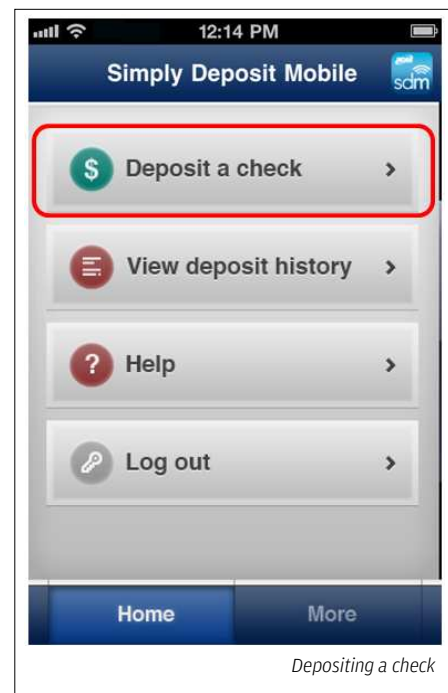 12:14 PM
Simply Deposit Mobile
sdm
$ Deposit a check >
View deposit history >
? Help >
Log out >
Home More
Depositing a check